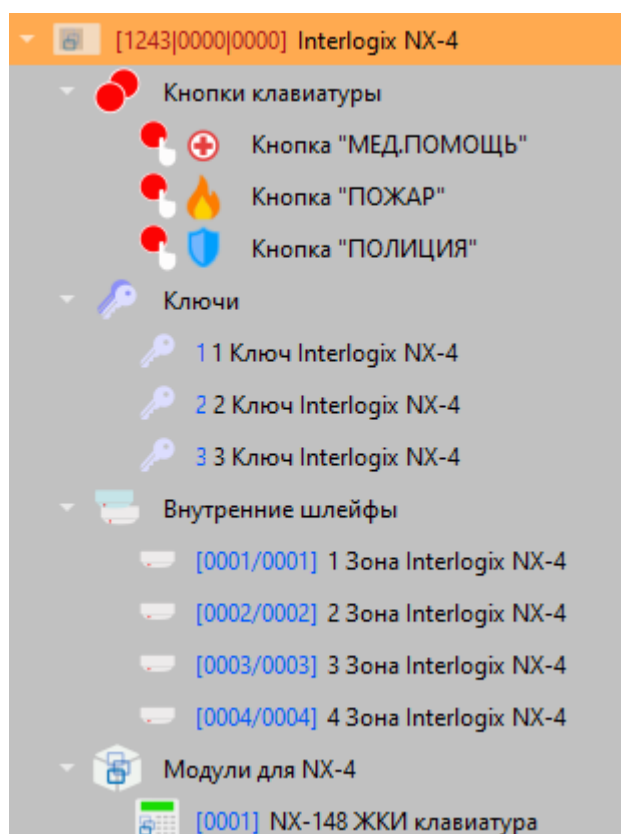 [1243|0000|0000] Interlogix NX-4
Кнопки клавиатуры
Кнопка "МЕД.ПОМОЩЬ"
Кнопка "ПОЖАР"
Кнопка "ПОЛИЦИЯ"
Ключи
1 1 Ключ Interlogix NX-4
2 2 Ключ Interlogix NX-4
3 3 Ключ Interlogix NX-4
Внутренние шлейфы
[0001/0001] 1 Зона Interlogix NX-4
[0002/0002] 2 Зона Interlogix NX-4
[0003/0003] 3 Зона Interlogix NX-4
[0004/0004] 4 Зона Interlogix NX-4
Модули для NX-4
[0001] NX-148 ЖКИ клавиатура